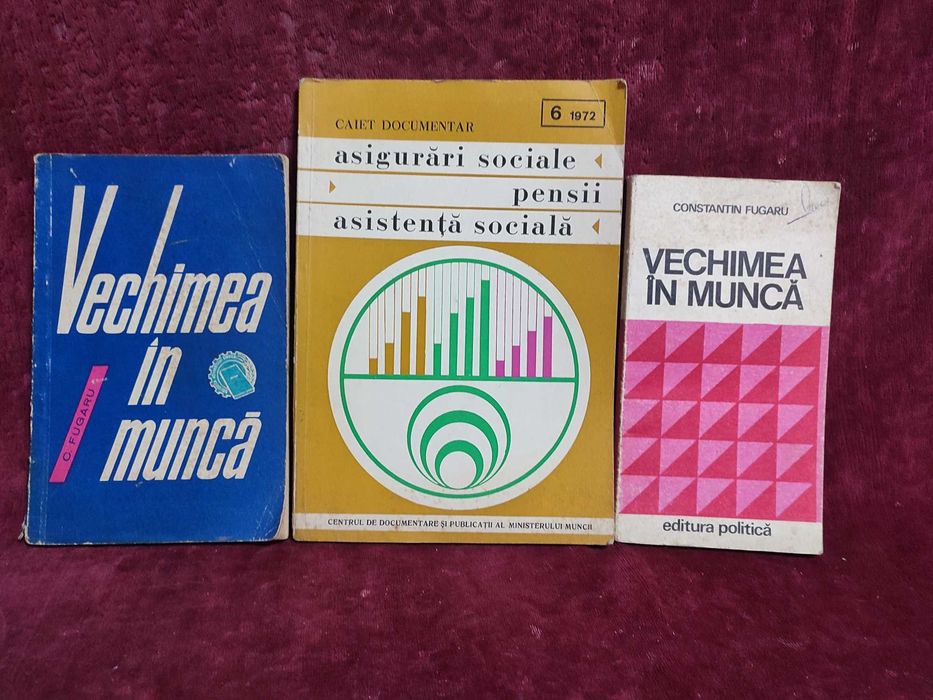 Vechimea
în
muncă
C. FUGARU
6 1972
CAIET DOCUMENTAR
asigurări sociale
pensii
asistență socială
CENTRUL DE DOCUMENTARE ȘI PUBLICAȚII AL MINISTERULUI MUNCII
CONSTANTIN FUGARU
VECHIMEA
ÎN MUNCĂ
editura politică